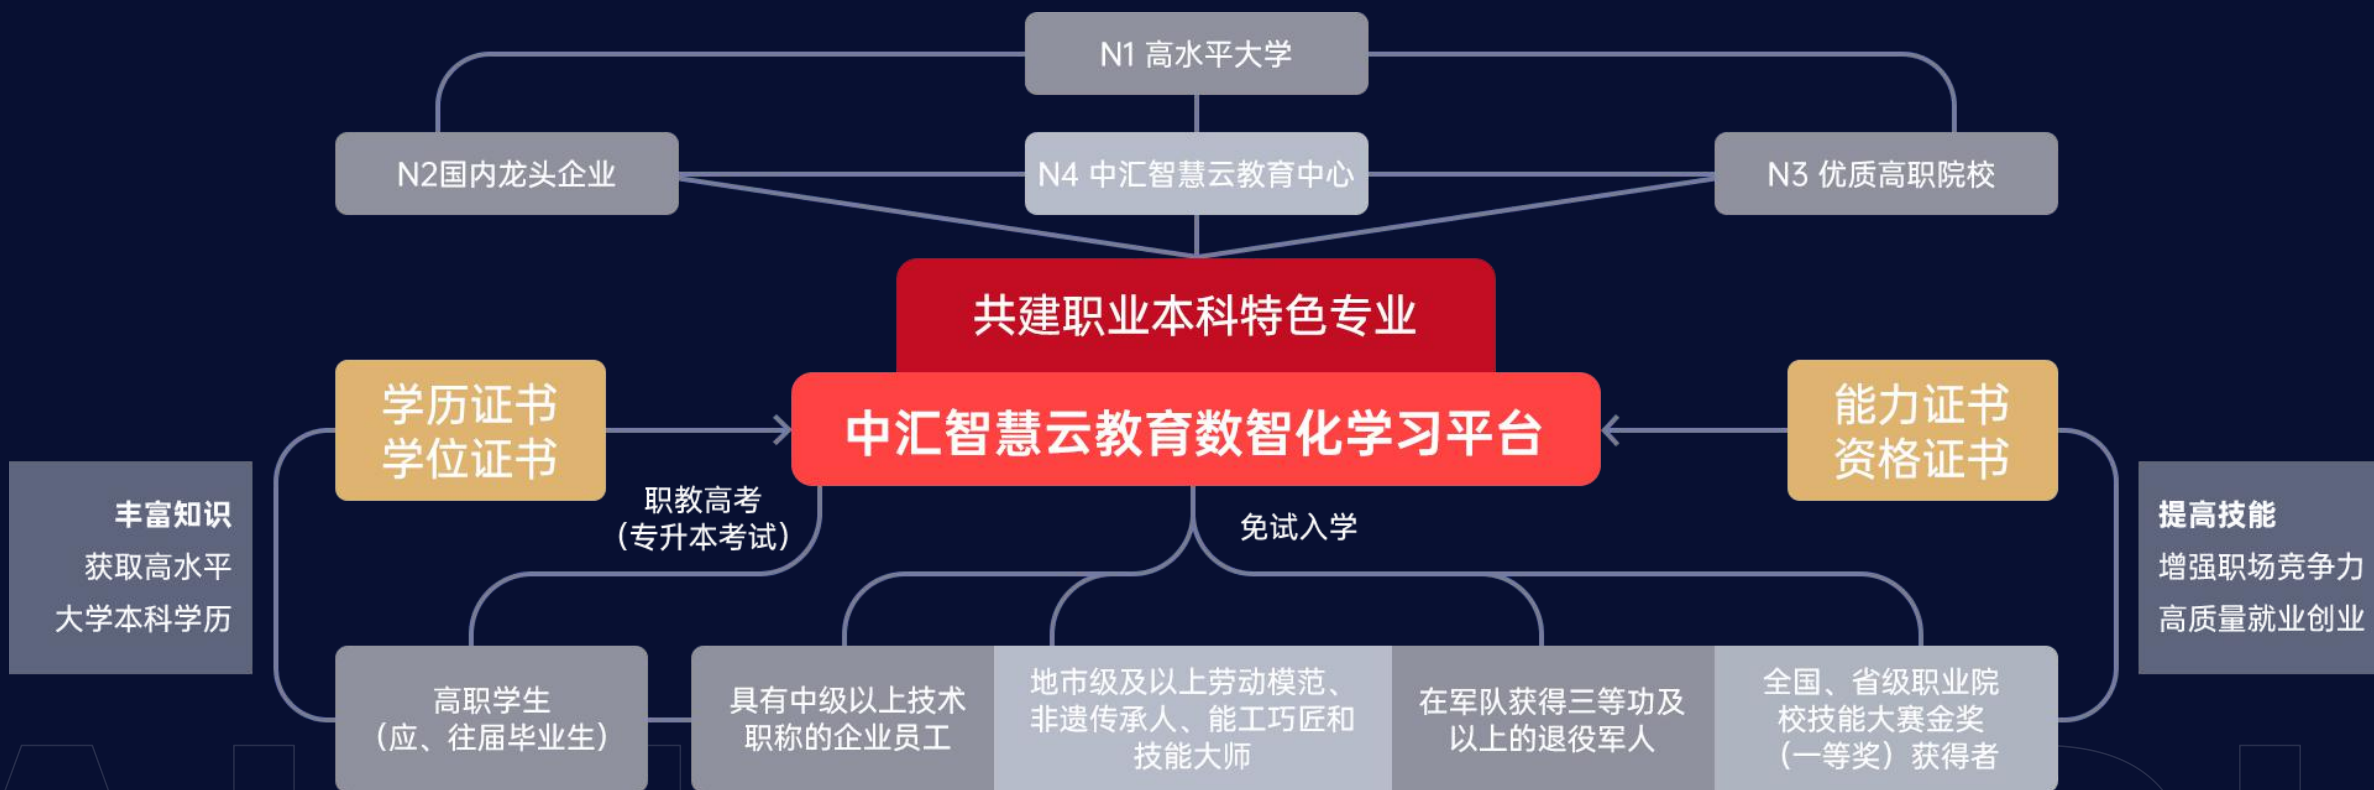 N1 高水平大学
N2国内龙头企业
N4 中汇智慧云教育中心
N3 优质高职院校
共建职业本科特色专业
学历证书
学位证书
中汇智慧云教育数智化学习平台
能力证书
资格证书
丰富知识
获取高水平
大学本科学历
职教高考
（专升本考试）
免试入学
提高技能
增强职场竞争力
高质量就业创业
高职学生
（应、往届毕业生）
具有中级以上技术
职称的企业员工
地市级及以上劳动模范、
非遗传承人、能工巧匠和
技能大师
在军队获得三等功及
以上的退役军人
全国、省级职业院
校技能大赛金奖
（一等奖）获得者